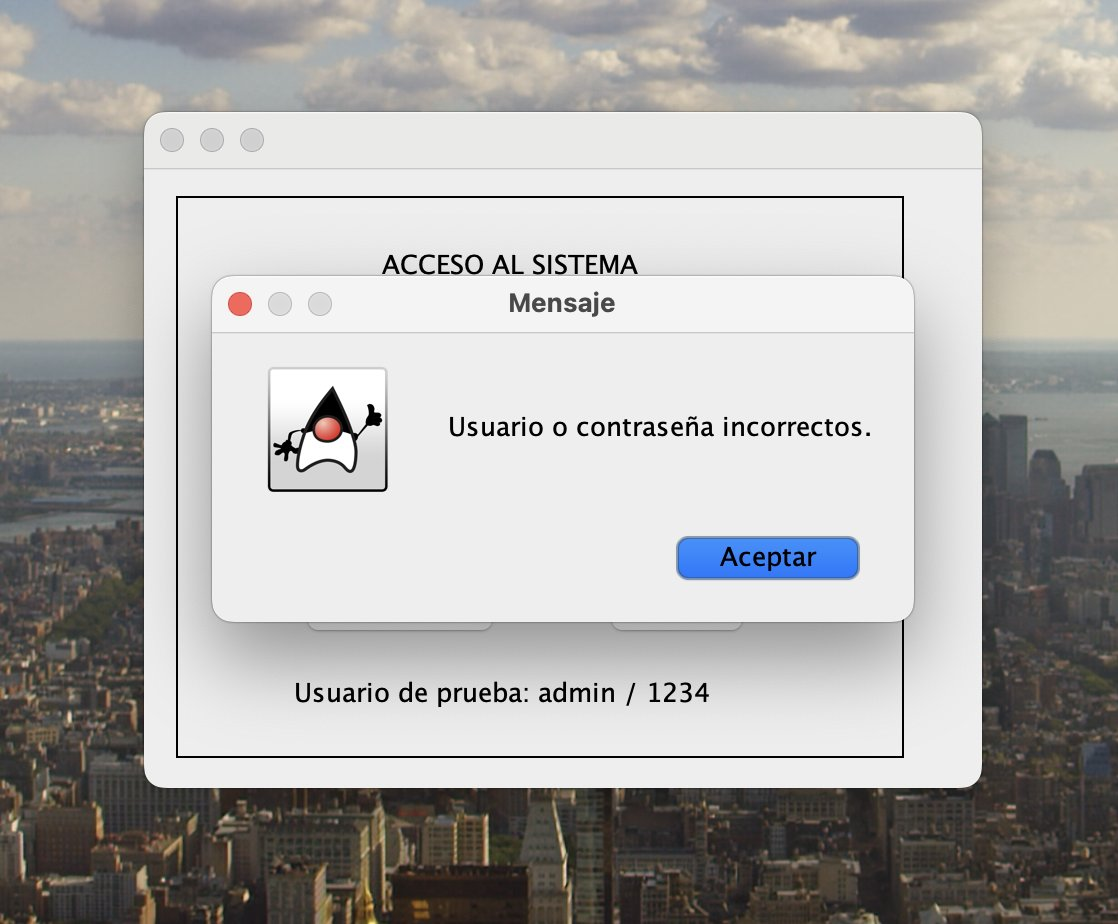 ACCESO AL SISTEMA
Mensaje
Usuario o contraseña incorrectos.
Aceptar
Usuario de prueba: admin / 1234